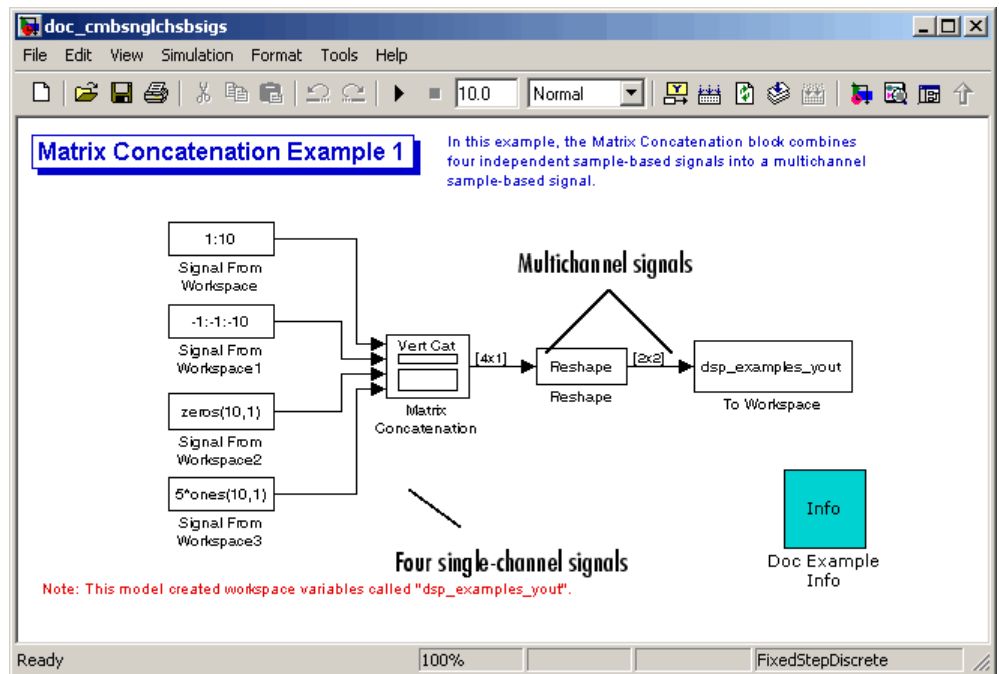 doc_cmbsnglchsbsigs
File Edit View Simulation Format Tools Help
10.0 Normal
Matrix Concatenation Example 1
In this example, the Matrix Concatenation block combines
four independent sample-based signals into a multichannel
sample-based signal.
1:10
Signal From
Workspace
Multichannel signals
-1:-1:-10
Signal From
Workspace1
Vert Cat
[4x1]
Matrix
Concatenation
Reshape
Reshape
[2x2]
dsp_examples_yout
To Workspace
zeros(10,1)
Signal From
Workspace2
5*ones(10,1)
Signal From
Workspace3
Info
Doc Example
Info
Four single-channel signals
Note: This model created workspace variables called "dsp_examples_yout".
Ready 100% FixedStepDiscrete